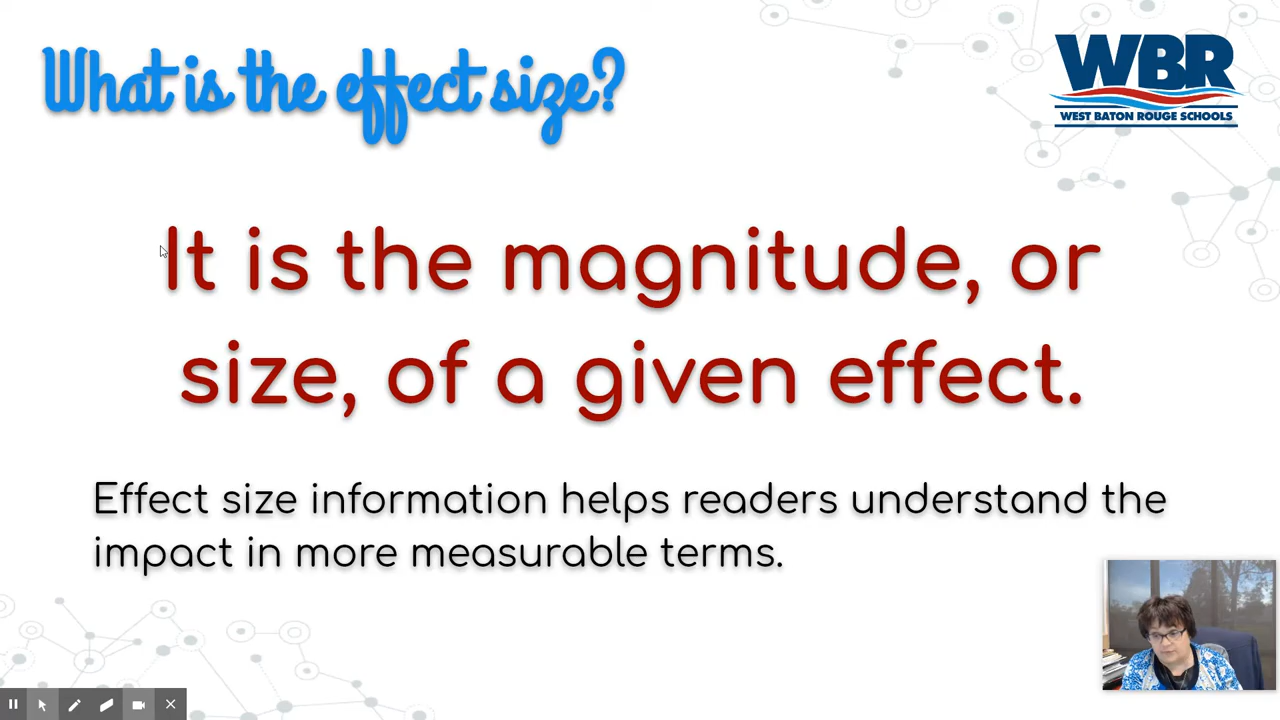 What is the effect size?
WBR
WEST BATON ROUGE SCHOOLS
It is the magnitude, or
size, of a given effect.
Effect size information helps readers understand the
impact in more measurable terms.